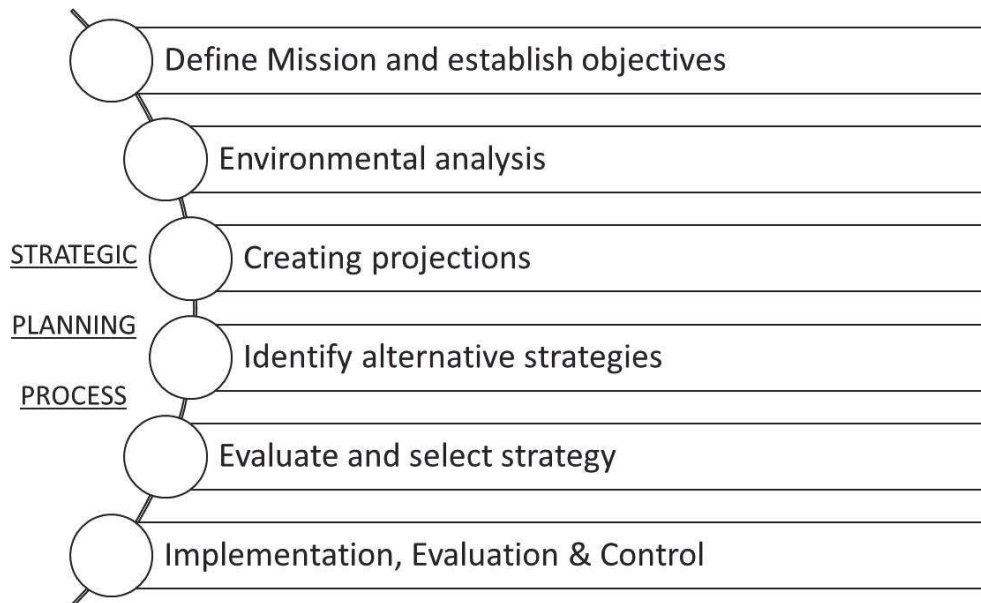 Define Mission and establish objectives
Environmental analysis
STRATEGIC
PLANNING
PROCESS
Creating projections
Identify alternative strategies
Evaluate and select strategy
Implementation, Evaluation & Control